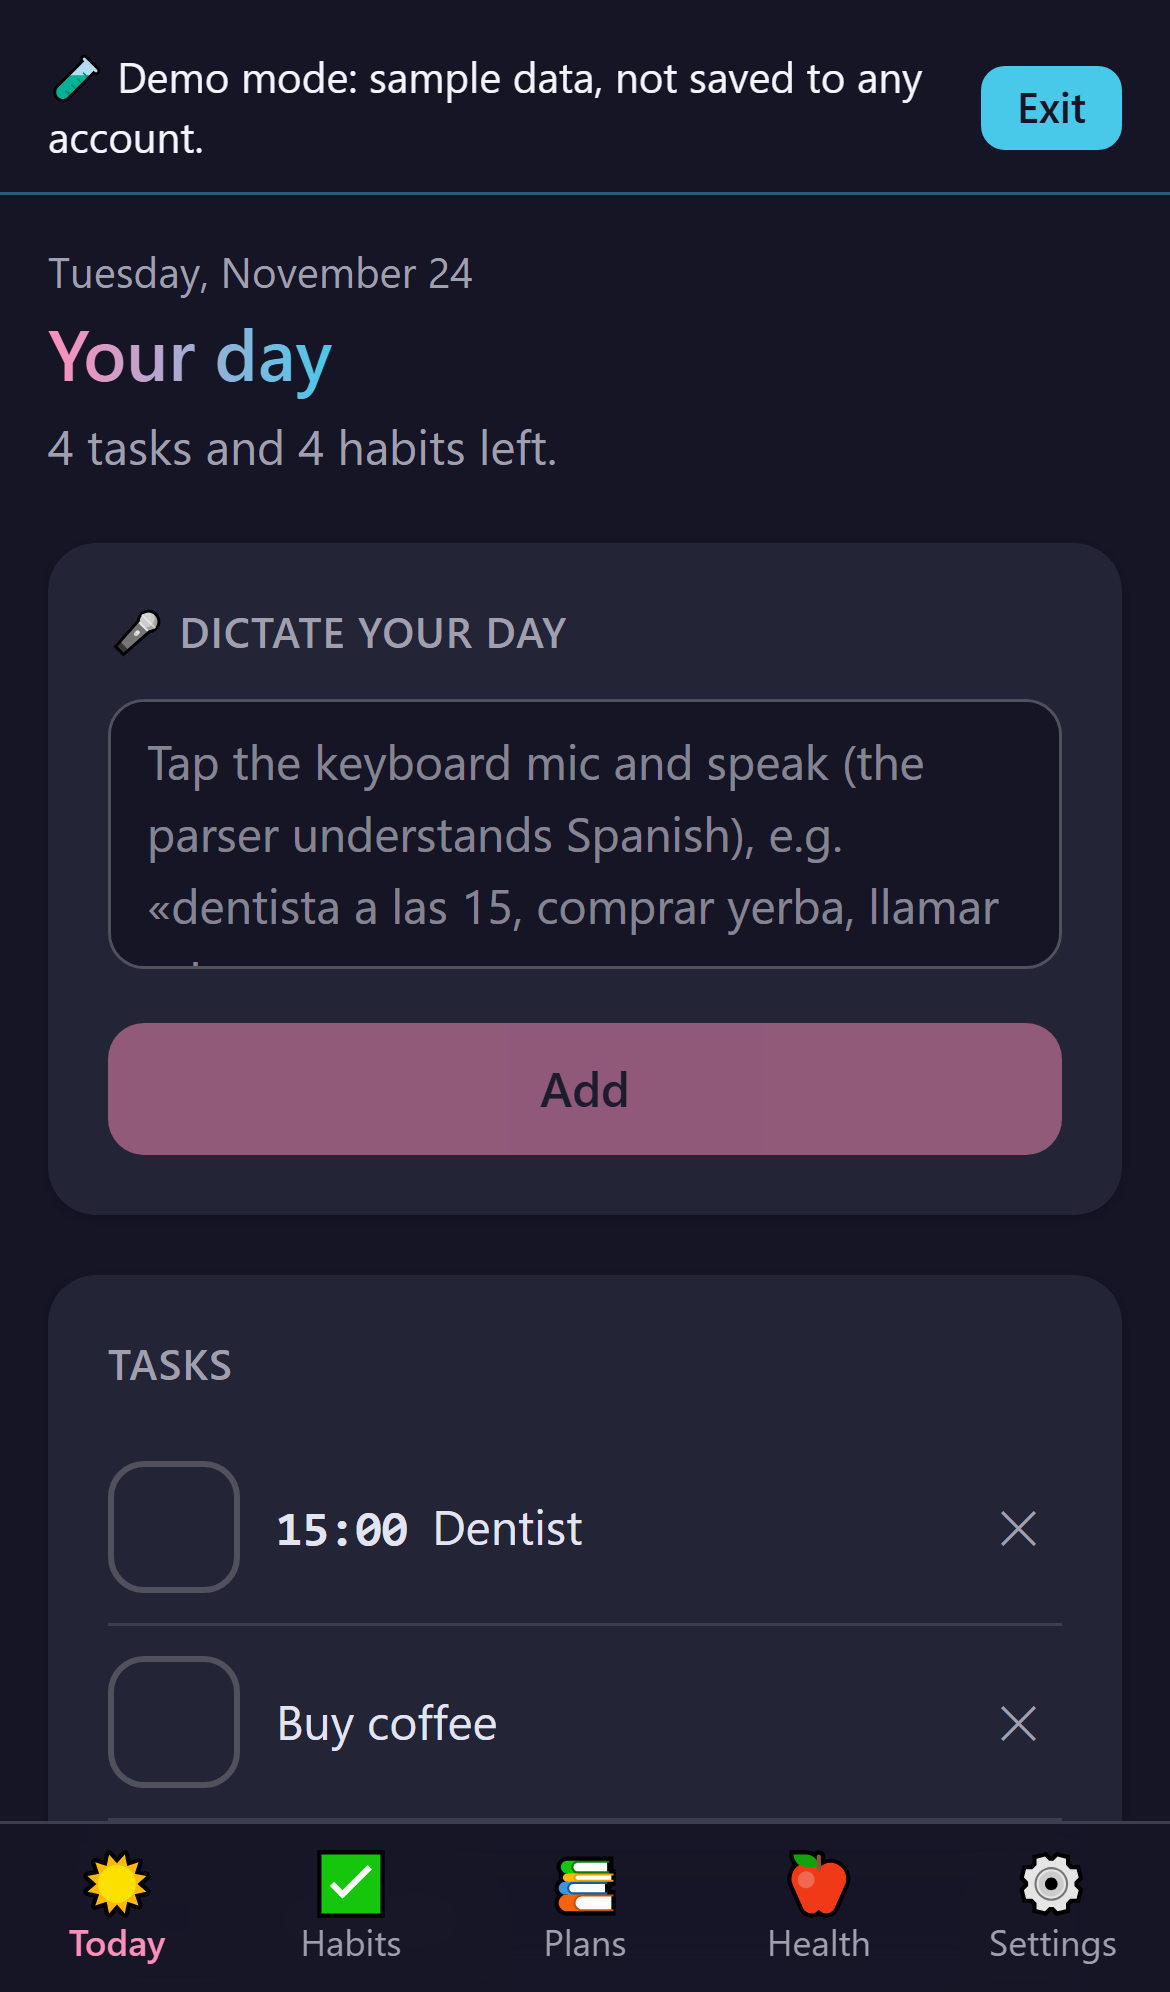 Demo mode: sample data, not saved to any
account.
Exit
Tuesday, November 24
Your day
4 tasks and 4 habits left.
DICTATE YOUR DAY
Tap the keyboard mic and speak (the
parser understands Spanish), e.g.
«dentista a las 15, comprar yerba, llamar
Add
TASKS
15:00 Dentist
Buy coffee
Today
Habits
Plans
Health
Settings